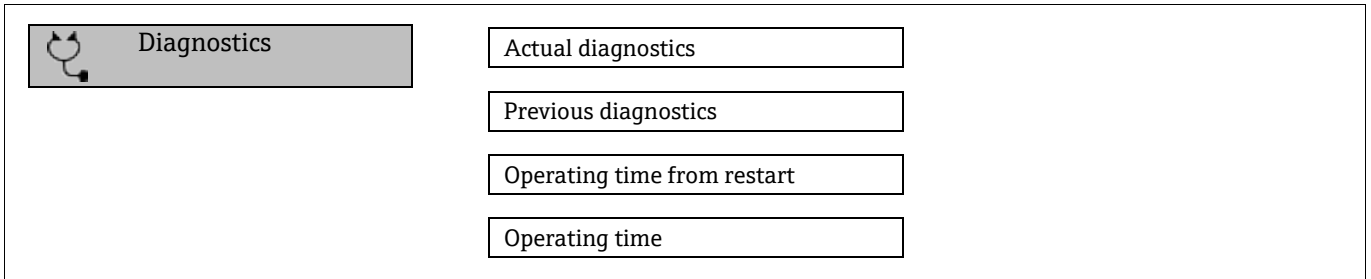 Diagnostics
Actual diagnostics
Previous diagnostics
Operating time from restart
Operating time